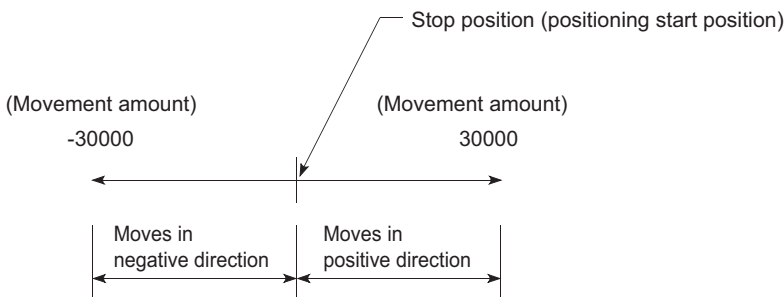 Stop position (positioning start position)
(Movement amount)
-30000
(Movement amount)
30000
Moves in
negative direction
Moves in
positive direction